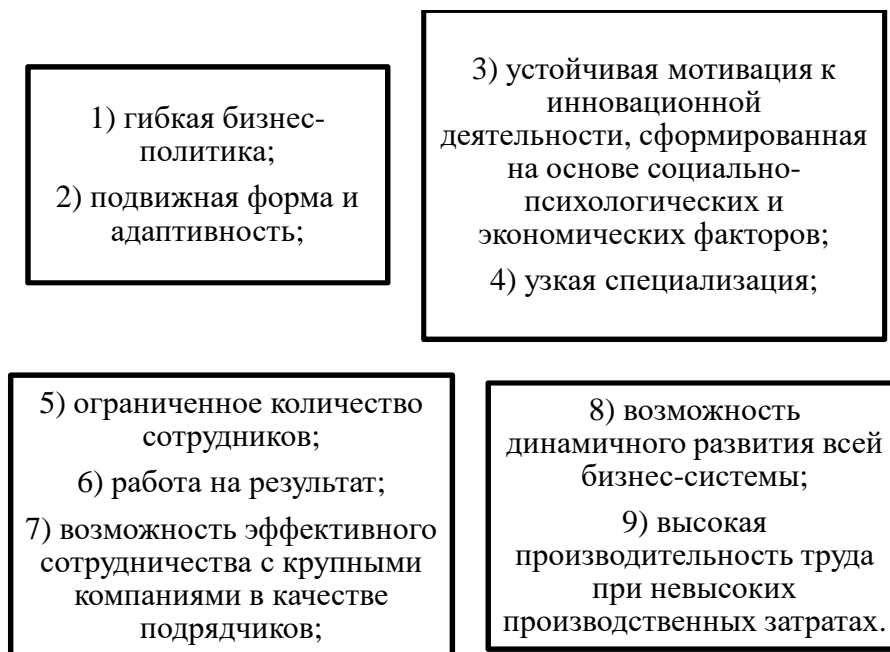 1) гибкая бизнес-
политика;
2) подвижная форма и
адаптивность;
3) устойчивая мотивация к
инновационной
деятельности, сформированная
на основе социально-
психологических и
экономических факторов;
4) узкая специализация;
5) ограниченное количество
сотрудников;
6) работа на результат;
7) возможность эффективного
сотрудничества с крупными
компаниями в качестве
подрядчиков;
8) возможность
динамичного развития всей
бизнес-системы;
9) высокая
производительность труда
при невысоких
производственных затратах.